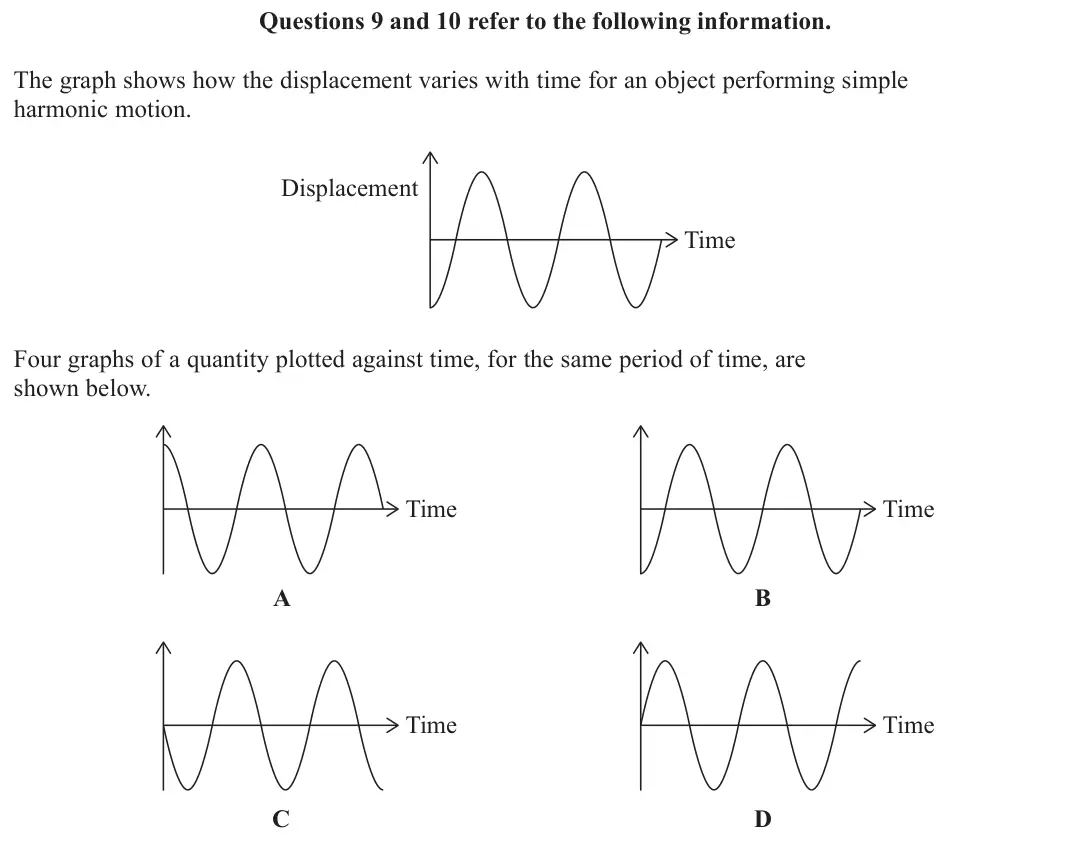 Questions 9 and 10 refer to the following information.
The graph shows how the displacement varies with time for an object performing simple
harmonic motion.
Displacement
Time
Four graphs of a quantity plotted against time, for the same period of time, are
shown below.
Time
Time
A
B
Time
Time
C
D